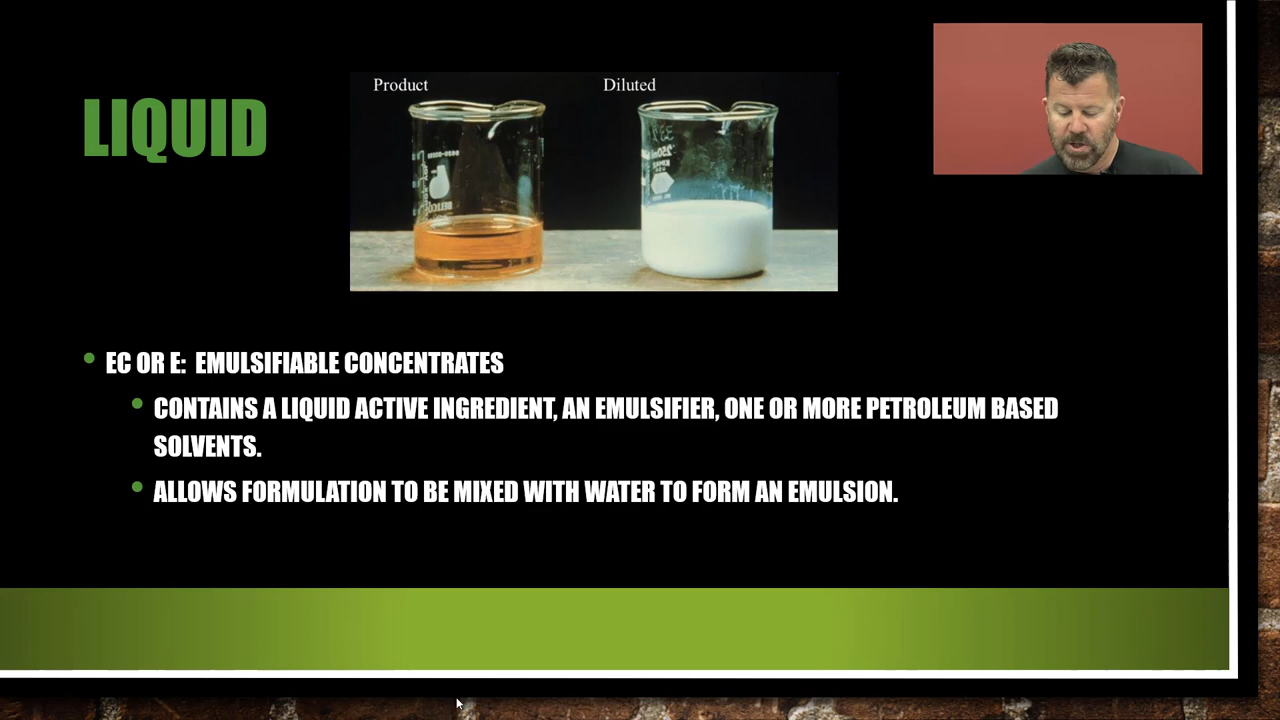 Product
Diluted
LIQUID
EC OR E: EMULSIFIABLE CONCENTRATES
CONTAINS A LIQUID ACTIVE INGREDIENT, AN EMULSIFIER, ONE OR MORE PETROLEUM BASED
SOLVENTS.
ALLOWS FORMULATION TO BE MIXED WITH WATER TO FORM AN EMULSION.